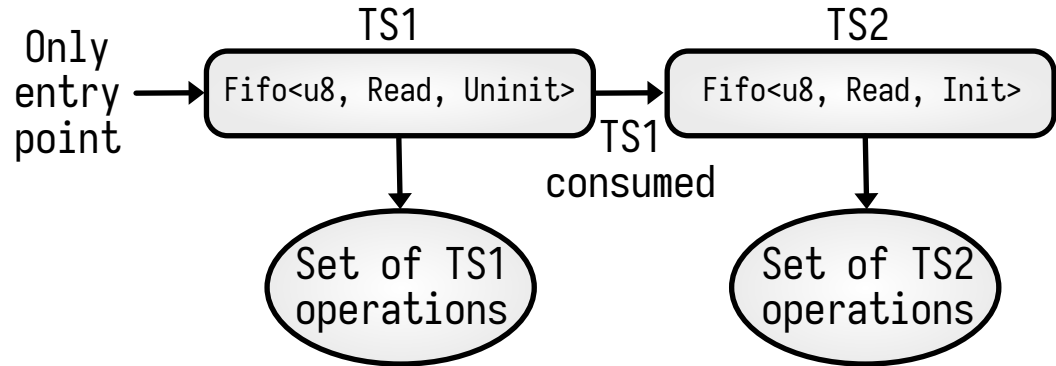 Only
entry
point
TS1
Fifo<u8, Read, Uninit>
TS1
consumed
TS2
Fifo<u8, Read, Init>
Set of TS1
operations
Set of TS2
operations